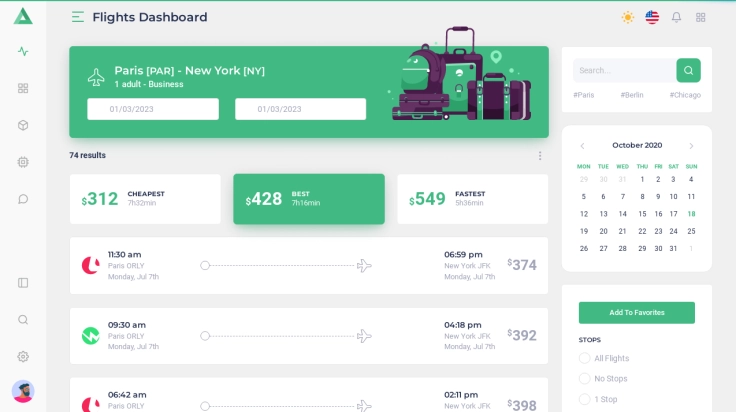 Flights Dashboard
Paris [PAR] - New York [NY]
1 adult - Business
01/03/2023 01/03/2023
74 results
$312 CHEAPEST
7h32min
$428 BEST
7h16min
$549 FASTEST
5h36min
11:30 am
Paris ORLY
Monday, Jul 7th
06:59 pm
New York JFK
Monday, Jul 7th
$374
09:30 am
Paris ORLY
Monday, Jul 7th
04:18 pm
New York JFK
Monday, Jul 7th
$392
06:42 am
Paris ORLY
02:11 pm
New York JFK
$398
Search...
#Paris #Berlin #Chicago
October 2020
MON TUE WED THU FRI SAT SUN
29 30 31 1 2 3 4
5 6 7 8 9 10 11
12 13 14 15 16 17 18
19 20 21 22 23 24 25
26 27 28 29 30 31 1
Add To Favorites
STOPS
All Flights
No Stops
1 Stop